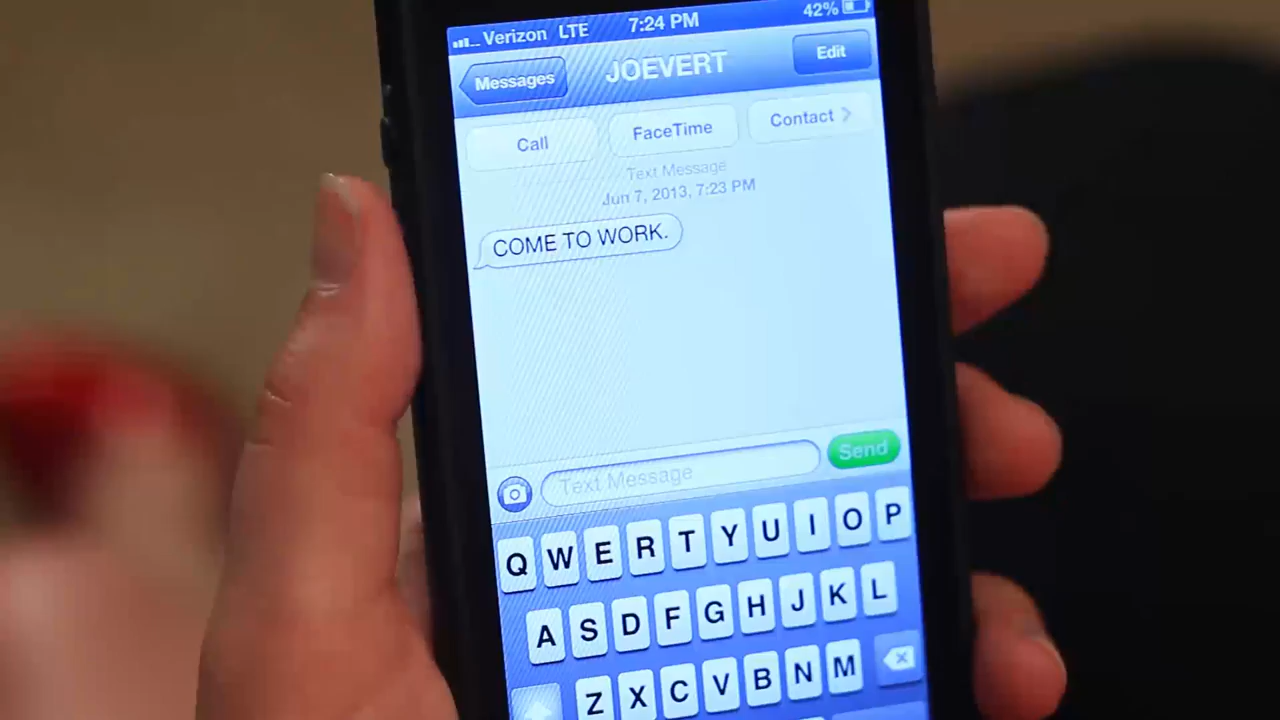 Verizon LTE 7:24 PM 42%
Messages JOEVERT Edit
Call FaceTime Contact
Text Message
Jun 7, 2013, 7:23 PM
COME TO WORK.
Text Message Send
Q W E R T Y U I O P
A S D F G H J K L
Z X C V B N M